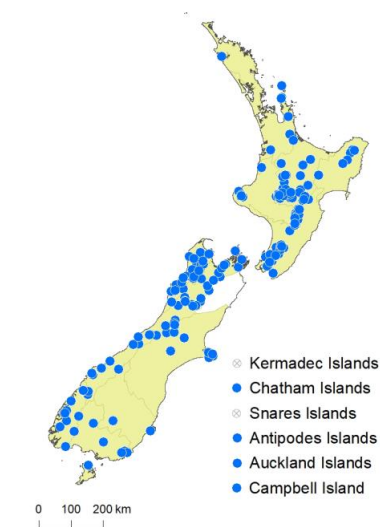 Kermadec Islands
Chatham Islands
Snares Islands
Antipodes Islands
Auckland Islands
Campbell Island
0 100 200 km